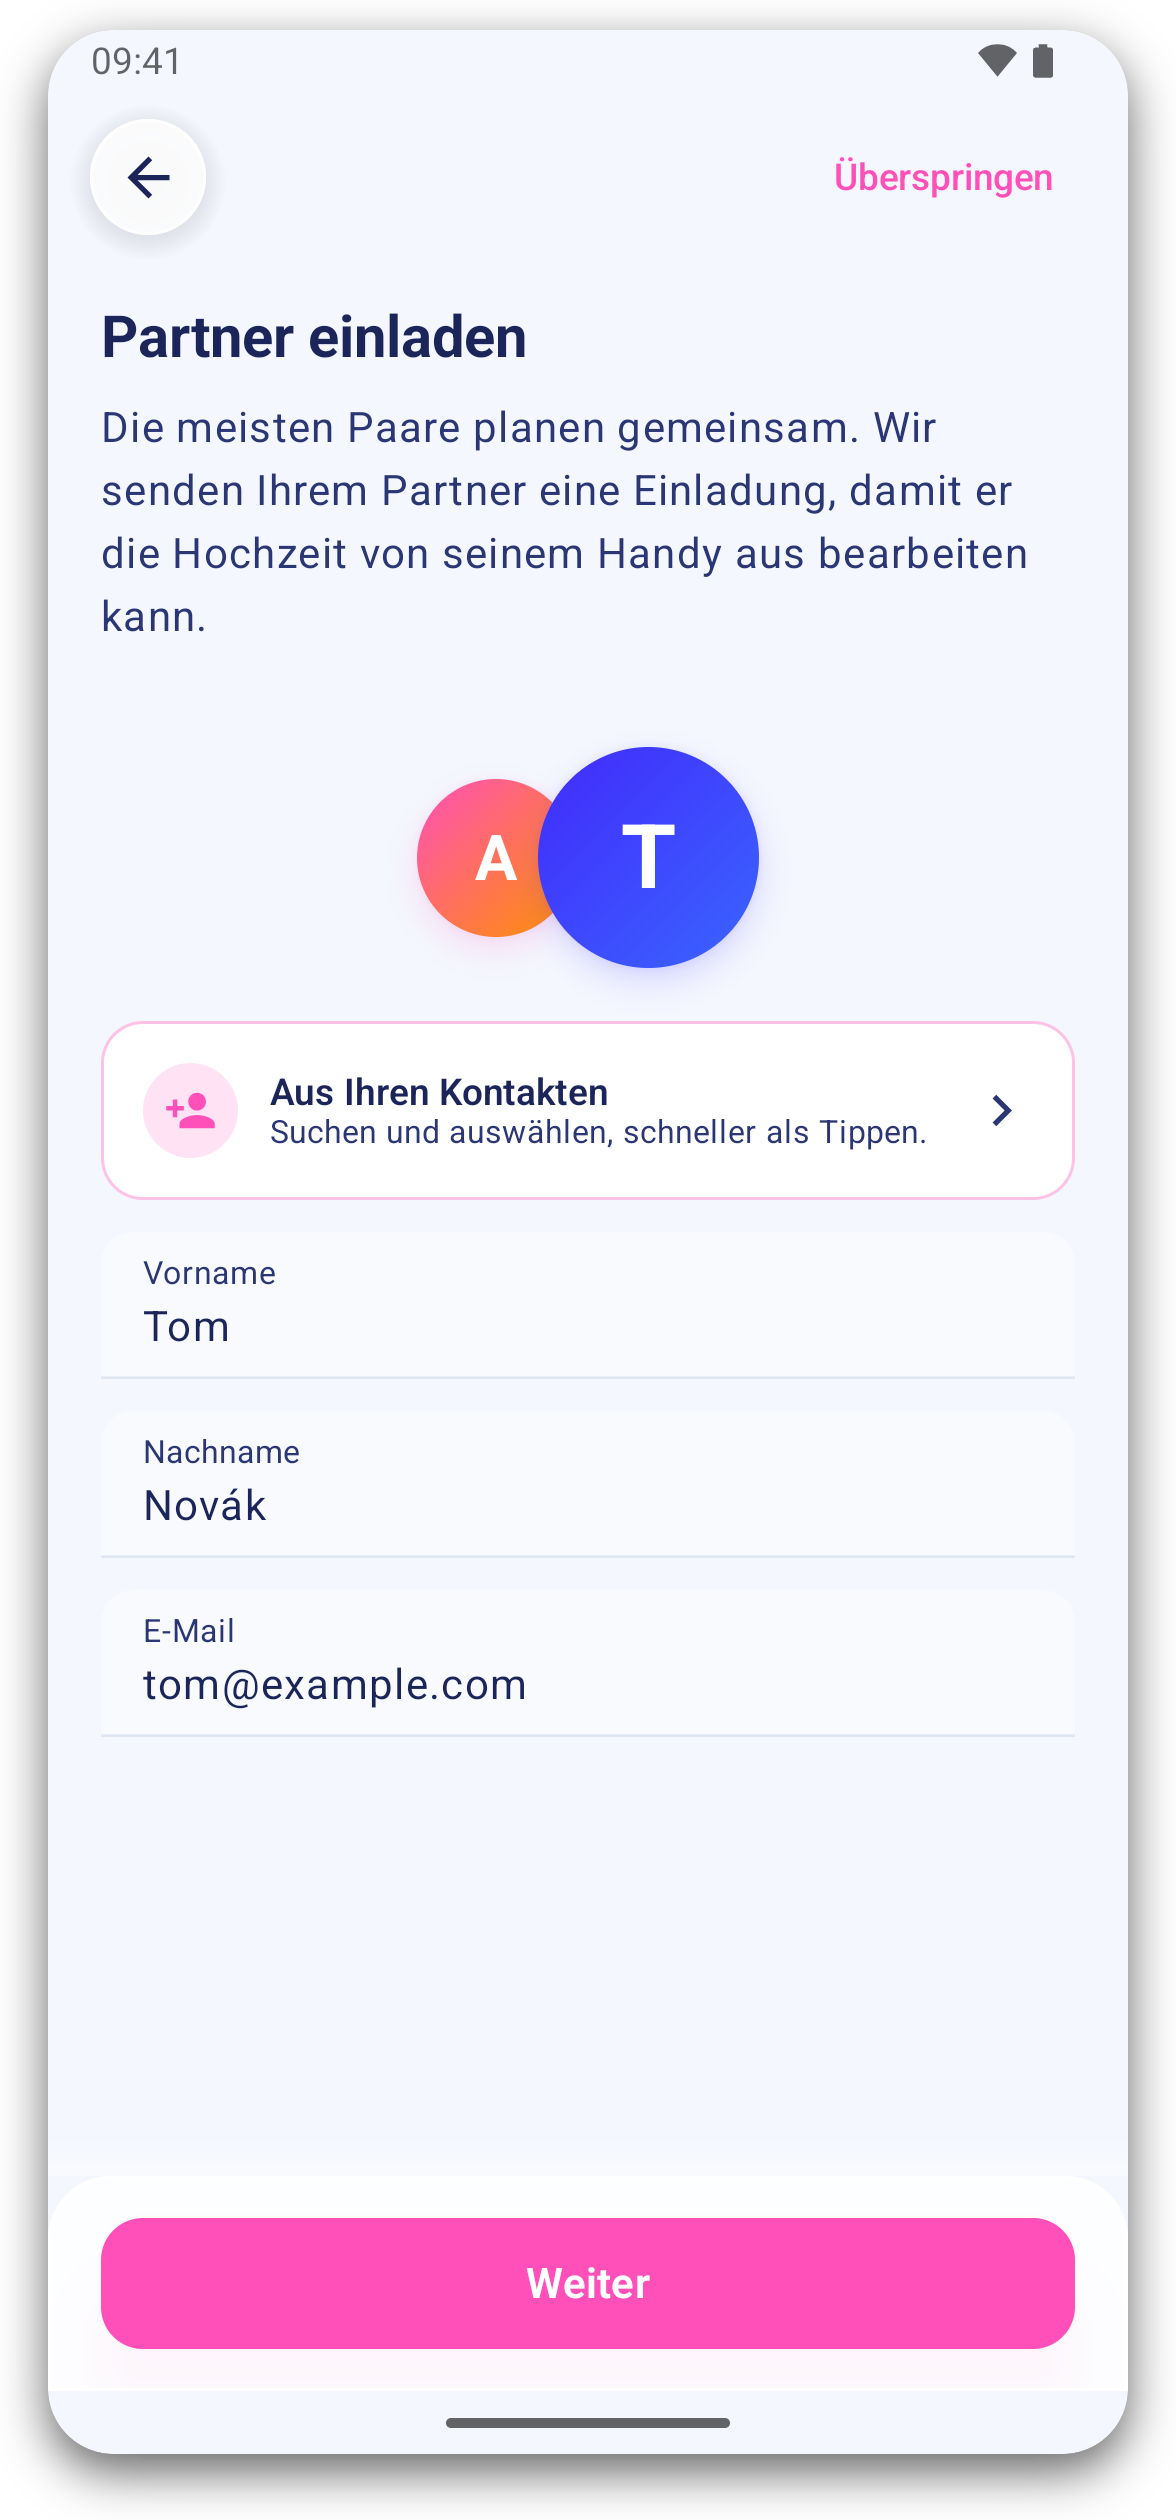 09:41
Überspringen
Partner einladen
Die meisten Paare planen gemeinsam. Wir
senden Ihrem Partner eine Einladung, damit er
die Hochzeit von seinem Handy aus bearbeiten
kann.
A
T
Aus Ihren Kontakten
Suchen und auswählen, schneller als Tippen.
Vorname
Tom
Nachname
Novák
E-Mail
tom@example.com
Weiter